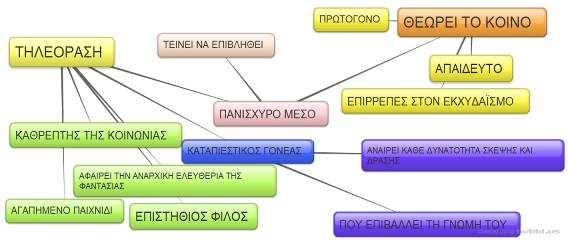 ΠΡΩΤΟΓΟΝΟ
ΘΕΩΡΕΙ ΤΟ ΚΟΙΝΟ
ΤΗΛΕΟΡΑΣΗ
ΤΕΙΝΕΙ ΝΑ ΕΠΙΒΛΗΘΕΙ
ΑΠΑΙΔΕΥΤΟ
ΕΠΙΡΡΕΠΕΣ ΣΤΟΝ ΕΚΧΥΔΑΪΣΜΟ
ΠΑΝΙΣΧΥΡΟ ΜΕΣΟ
ΚΑΘΡΕΠΤΗΣ ΤΗΣ ΚΟΙΝΩΝΙΑΣ
ΚΑΤΑΠΙΕΣΤΙΚΟΣ ΓΟΝΕΑΣ
ΑΝΑΙΡΕΙ ΚΑΘΕ ΔΥΝΑΤΟΤΗΤΑ ΣΚΕΨΗΣ ΚΑΙ
ΔΡΑΣΗΣ
ΑΦΑΙΡΕΙ ΤΗΝ ΑΝΑΡΧΙΚΗ ΕΛΕΥΘΕΡΙΑ ΤΗΣ
ΦΑΝΤΑΣΙΑΣ
ΑΓΑΠΗΜΕΝΟ ΠΑΙΧΝΙΔΙ
ΕΠΙΣΤΗΘΙΟΣ ΦΙΛΟΣ
ΠΟΥ ΕΠΙΒΑΛΛΕΙ ΤΗ ΓΝΩΜΗ ΤΟΥ